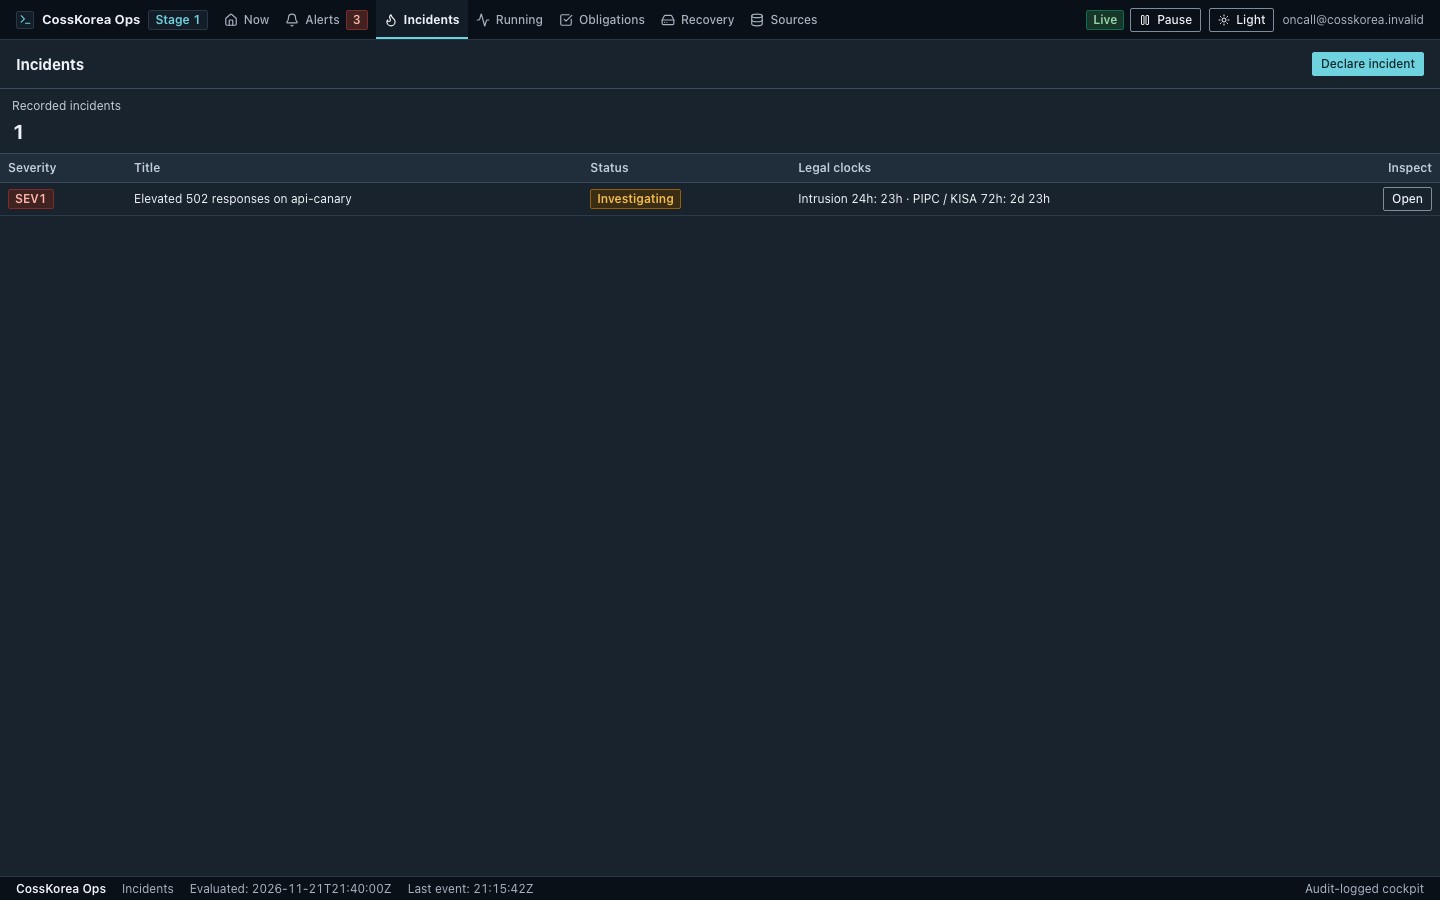 CossKorea Ops Stage 1 Now Alerts 3 Incidents Running Obligations Recovery Sources Live Pause Light oncall@cosskorea.invalid
Incidents Declare incident
Recorded incidents
1
Severity Title Status Legal clocks Inspect
SEV1 Elevated 502 responses on api-canary Investigating Intrusion 24h: 23h · PIPC / KISA 72h: 2d 23h Open
CossKorea Ops Incidents Evaluated: 2026-11-21T21:40:00Z Last event: 21:15:42Z Audit-logged cockpit